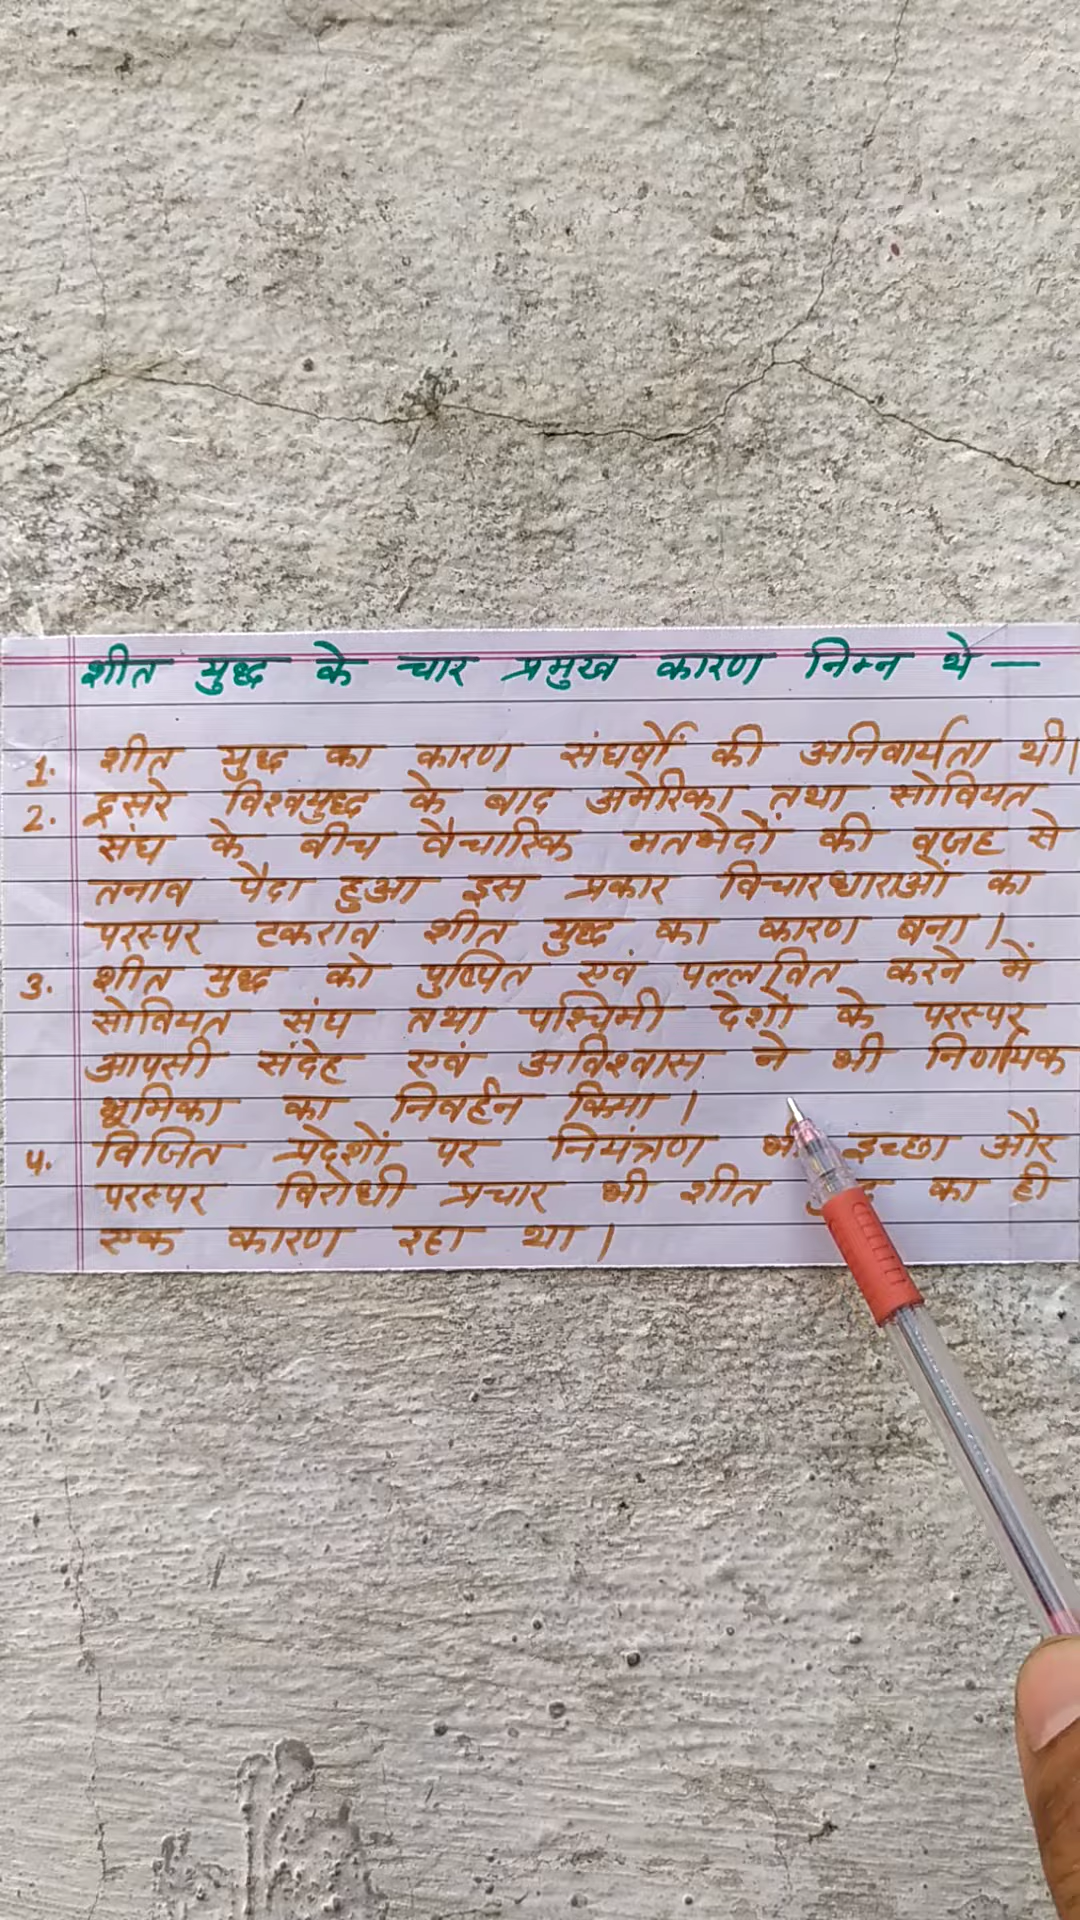 शीत युद्ध के चार प्रमुख कारण निम्न थे —
1. शीत युद्ध का कारण संघर्षों की अनिवार्यता थी।
2. दूसरे विश्वयुद्ध के बाद अमेरिका तथा सोवियत
संघ के बीच वैचारिक मतभेदों की वजह से
तनाव पैदा हुआ इस प्रकार विचारधाराओं का
परस्पर टकराव शीत युद्ध का कारण बना।
3. शीत युद्ध को पुष्पित एवं पल्लवित करने में
सोवियत संघ तथा पश्चिमी देशों के परस्पर
आपसी संदेह एवं अविश्वास ने भी निर्णायक
भूमिका का निर्वहन किया।
4. विजित प्रदेशों पर नियंत्रण इच्छा और
परस्पर विरोधी प्रचार भी शीत का ही
एक कारण रहा था।